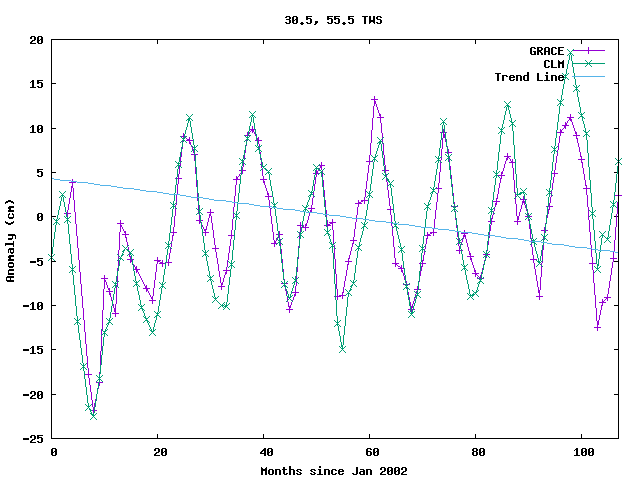 30.5, 55.5 TWS
GRACE
CLM
Trend Line
20
15
10
5
0
-5
-10
-15
-20
-25
Anomaly (cm)
0 20 40 60 80 100
Months since Jan 2002